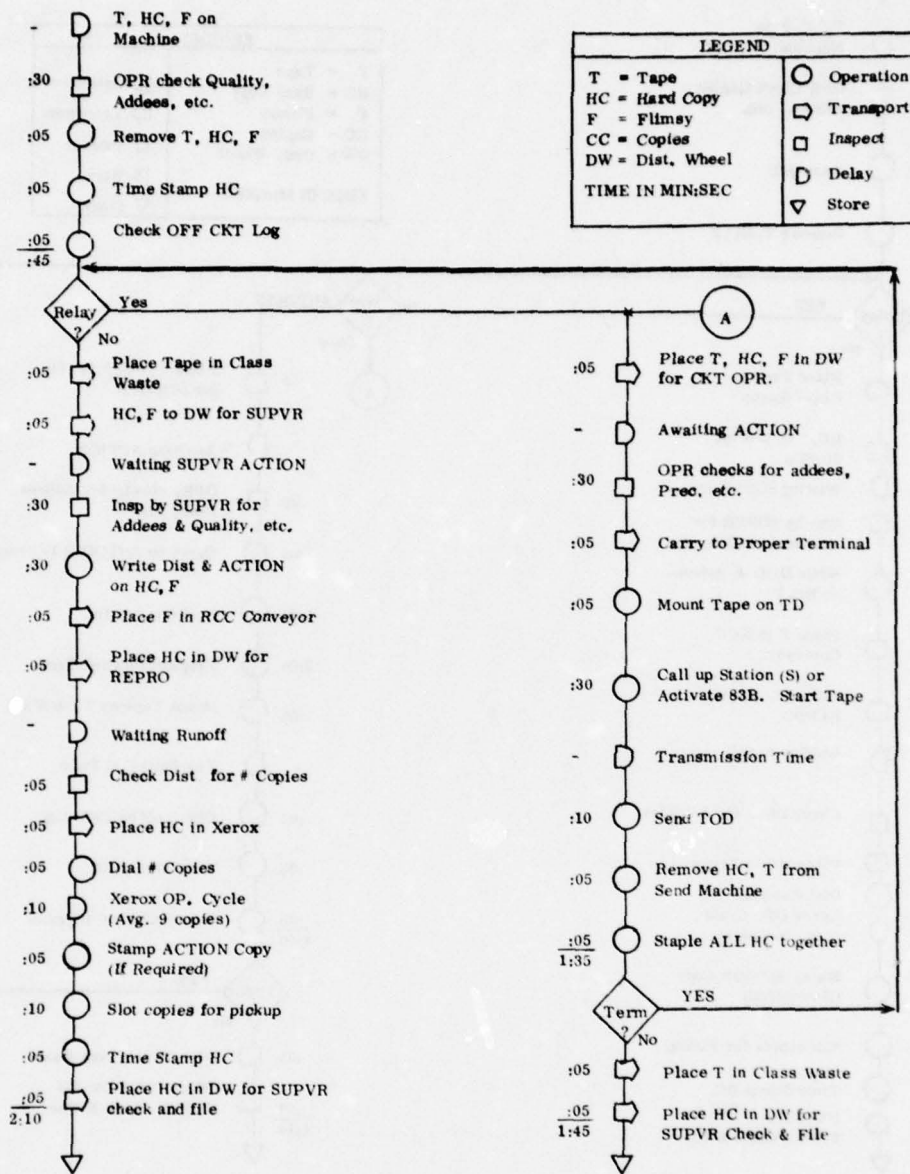 - T, HC, F on
Machine
:30 OPR check Quality,
Addees, etc.
:05 Remove T, HC, F
:05 Time Stamp HC
:05 Check OFF CKT Log
:45
LEGEND
T = Tape
HC = Hard Copy
F = Flimsy
CC = Copies
DW = Dist. Wheel
TIME IN MIN:SEC
Operation
Transport
Inspect
Delay
Store
Relay
?
Yes
No
:05 Place Tape in Class
Waste
:05 HC, F to DW for SUPVR
- Waiting SUPVR ACTION
:30 Insp by SUPVR for
Addees & Quality, etc.
:30 Write Dist & ACTION
on HC, F
:05 Place F in RCC Conveyor
:05 Place HC in DW for
REPRO
- Waiting Runoff
:05 Check Dist for # Copies
:05 Place HC in Xerox
:05 Dial # Copies
:10 Xerox OP. Cycle
(Avg. 9 copies)
:05 Stamp ACTION Copy
(If Required)
:10 Slot copies for pickup
:05 Time Stamp HC
:05 Place HC in DW for SUPVR
2:10 check and file
A
:05 Place T, HC, F in DW
for CKT OPR.
- Awaiting ACTION
:30 OPR checks for addees,
Prec, etc.
:05 Carry to Proper Terminal
:05 Mount Tape on TD
:30 Call up Station (S) or
Activate 83B. Start Tape
- Transmission Time
:10 Send TOD
:05 Remove HC, T from
Send Machine
:05 Staple ALL HC together
1:35
Term
?
YES
No
:05 Place T in Class Waste
:05 Place HC in DW for
1:45 SUPVR Check & File